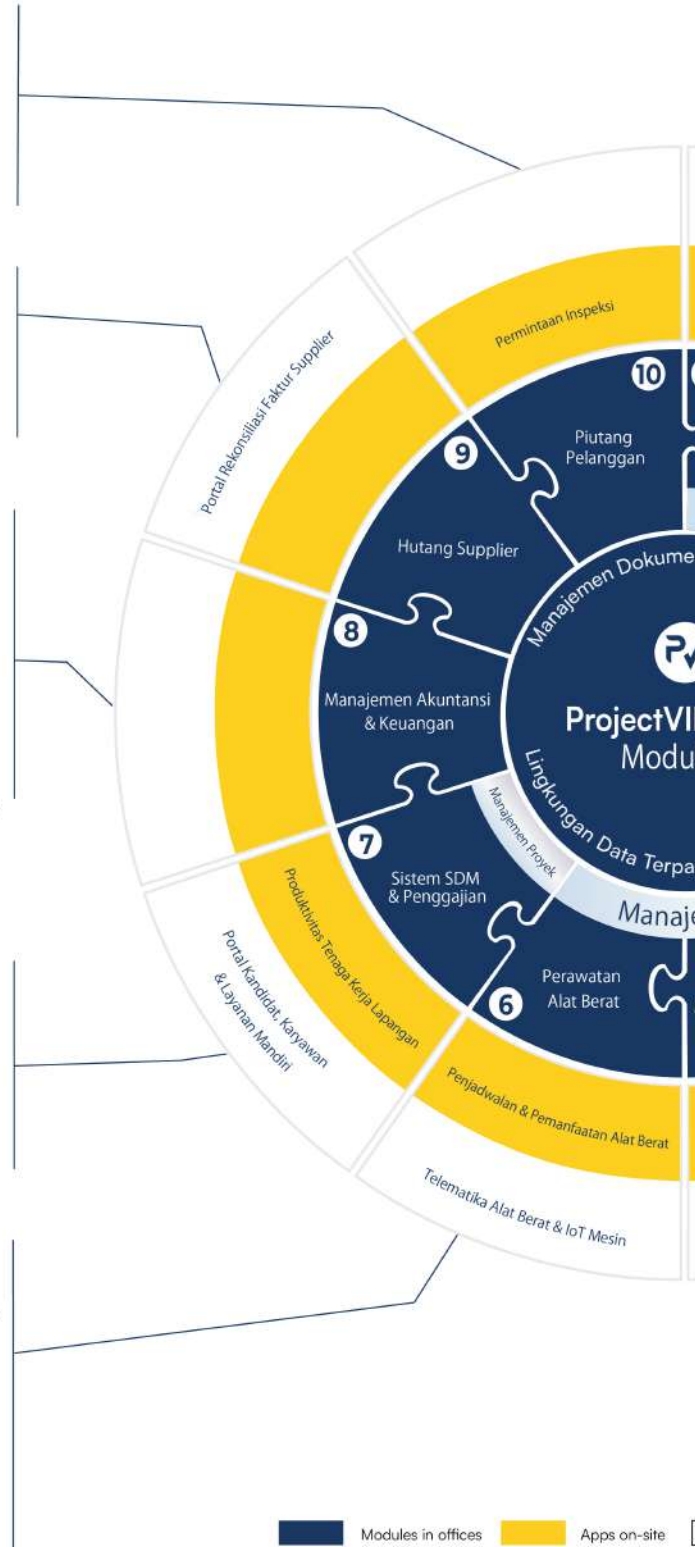 Permintaan Inspeksi
10
Piutang
Pelanggan
Portal Rekonsiliasi Faktur Supplier
9
Hutang Supplier
Manajemen Dokume
8
Manajemen Akuntansi
& Keuangan
ProjectVI
Modu
Lingkungan Data Terpa
Manajemen Proyek
7
Sistem SDM
& Penggajian
Manaje
Produktivitas Tenaga Kerja Lapangan
Portal Kandidat, Karyawan
& Layanan Mandiri
6
Perawatan
Alat Berat
Penjadwalan & Pemanfaatan Alat Berat
Telematika Alat Berat & IoT Mesin
Modules in offices
Apps on-site